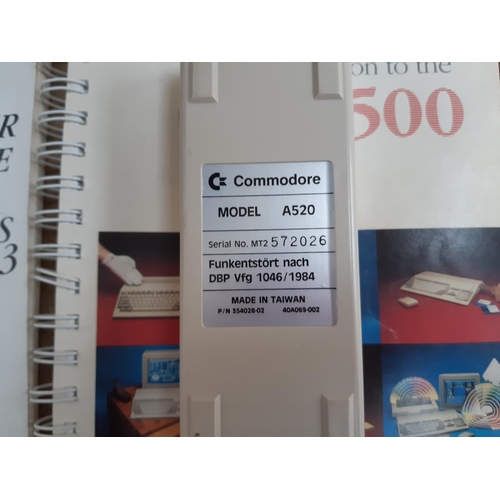 R
E
S
3
on to the
500
Commodore
MODEL A520
Serial No. MT2 572026
Funkentstört nach
DBP Vfg 1046/1984
MADE IN TAIWAN
P/N 354028-02 40A069-002